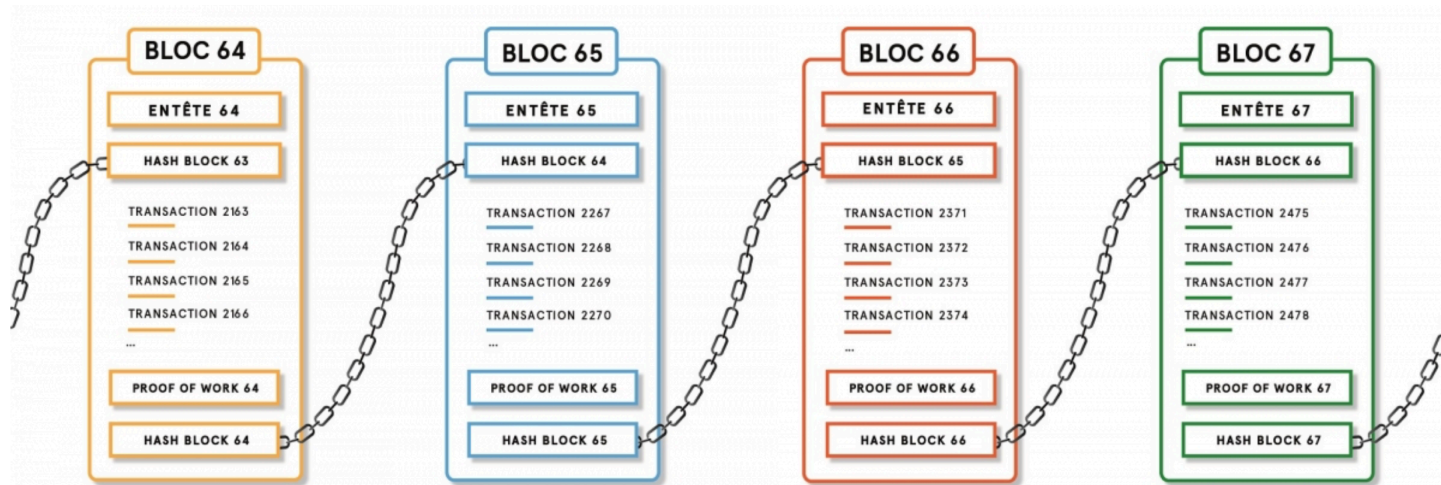 BLOC 64
ENTÊTE 64
HASH BLOCK 63
TRANSACTION 2163
TRANSACTION 2164
TRANSACTION 2165
TRANSACTION 2166
...
PROOF OF WORK 64
HASH BLOCK 64
BLOC 65
ENTÊTE 65
HASH BLOCK 64
TRANSACTION 2267
TRANSACTION 2268
TRANSACTION 2269
TRANSACTION 2270
...
PROOF OF WORK 65
HASH BLOCK 65
BLOC 66
ENTÊTE 66
HASH BLOCK 65
TRANSACTION 2371
TRANSACTION 2372
TRANSACTION 2373
TRANSACTION 2374
...
PROOF OF WORK 66
HASH BLOCK 66
BLOC 67
ENTÊTE 67
HASH BLOCK 66
TRANSACTION 2475
TRANSACTION 2476
TRANSACTION 2477
TRANSACTION 2478
...
PROOF OF WORK 67
HASH BLOCK 67